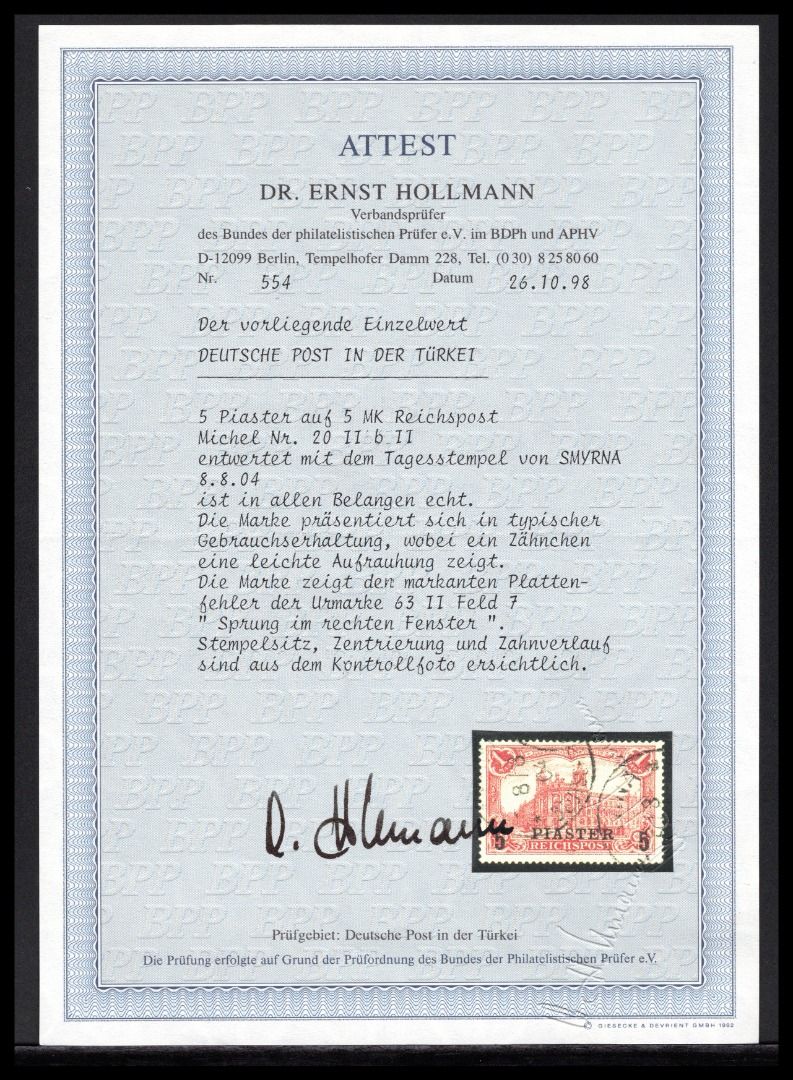 ATTEST
DR. ERNST HOLLMANN
Verbandsprüfer
des Bundes der philatelistischen Prüfer e.V. im BDPh und APHV
D-12099 Berlin, Tempelhofer Damm 228, Tel. (0 30) 8 25 80 60
Nr. 554 Datum 26.10.98
Der vorliegende Einzelwert
DEUTSCHE POST IN DER TÜRKEI
5 Piaster auf 5 MK Reichspost
Michel Nr. 20 II b II
entwertet mit dem Tagesstempel von SMYRNA
8.8.04
ist in allen Belangen echt.
Die Marke präsentiert sich in typischer
Gebrauchserhaltung, wobei ein Zähnchen
eine leichte Aufrauhung zeigt.
Die Marke zeigt den markanten Platten-
fehler der Urmarke 63 II Feld 7
" Sprung im rechten Fenster ".
Stempelsitz, Zentrierung und Zahnverlauf
sind aus dem Kontrollfoto ersichtlich.
1 1
5 PIASTER 5
REICHSPOST
Prüfgebiet: Deutsche Post in der Türkei
Die Prüfung erfolgte auf Grund der Prüfordnung des Bundes der Philatelistischen Prüfer e.V.
© GIESECKE & DEVRIENT GMBH 1992